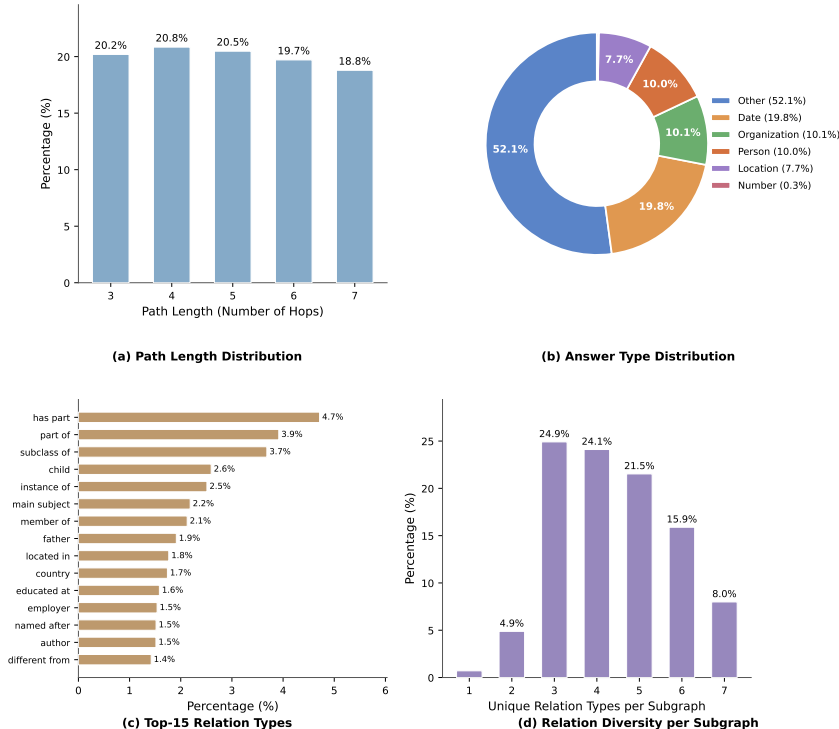 20.2%
20.8%
20.5%
19.7%
18.8%
20
15
10
5
0
Percentage (%)
3
4
5
6
7
Path Length (Number of Hops)
(a) Path Length Distribution
7.7%
10.0%
10.1%
19.8%
52.1%
Other (52.1%)
Date (19.8%)
Organization (10.1%)
Person (10.0%)
Location (7.7%)
Number (0.3%)
(b) Answer Type Distribution
has part 4.7%
part of 3.9%
subclass of 3.7%
child 2.6%
instance of 2.5%
main subject 2.2%
member of 2.1%
father 1.9%
located in 1.8%
country 1.7%
educated at 1.6%
employer 1.5%
named after 1.5%
author 1.5%
different from 1.4%
0 1 2 3 4 5 6
Percentage (%)
(c) Top-15 Relation Types
25
20
15
10
5
0
Percentage (%)
4.9%
24.9%
24.1%
21.5%
15.9%
8.0%
1 2 3 4 5 6 7
Unique Relation Types per Subgraph
(d) Relation Diversity per Subgraph